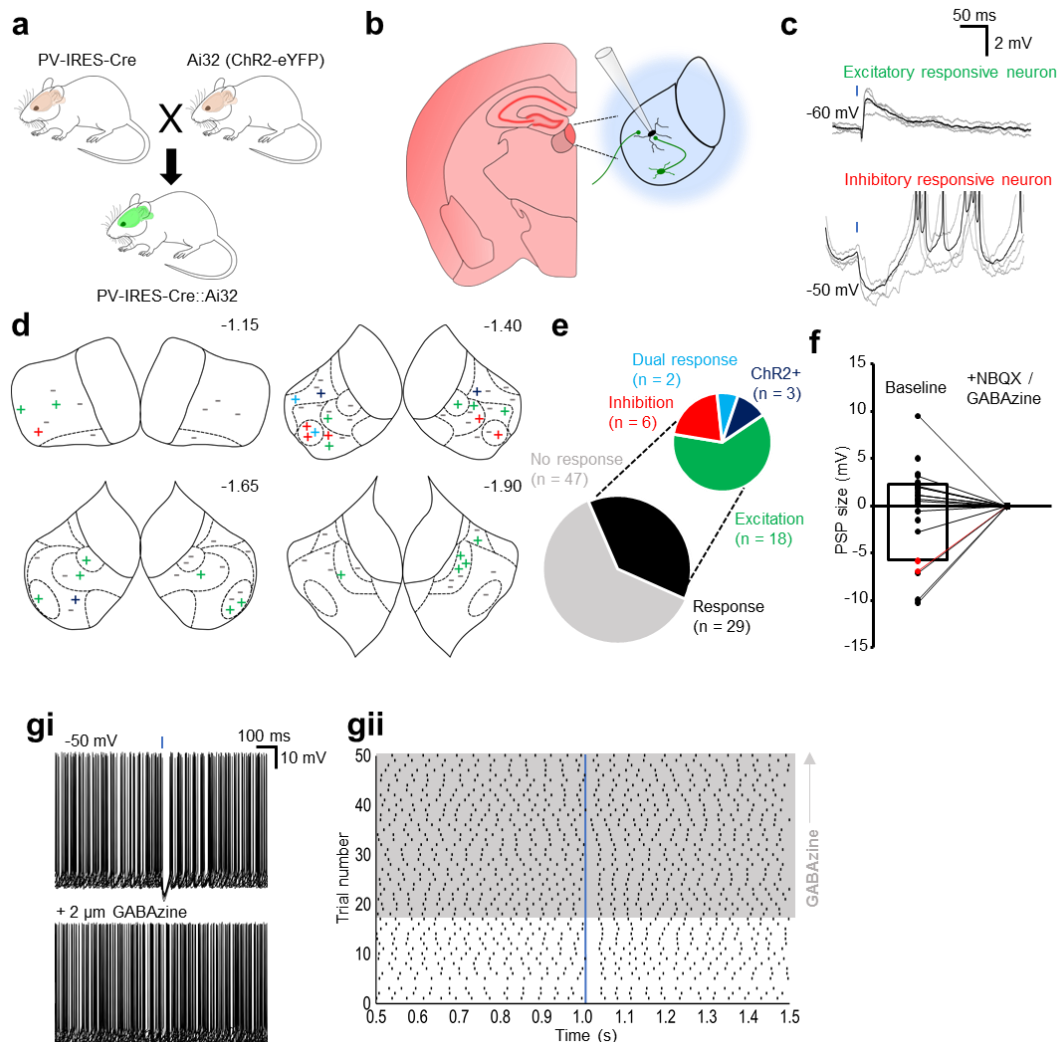 a
PV-IRES-Cre
Ai32 (ChR2-eYFP)
X
PV-IRES-Cre::Ai32
b
c
50 ms
2 mV
Excitatory responsive neuron
-60 mV
Inhibitory responsive neuron
-50 mV
d
-1.15
-1.40
-1.65
-1.90
e
Dual response
(n = 2)
ChR2+
(n = 3)
Inhibition
(n = 6)
No response
(n = 47)
Excitation
(n = 18)
Response
(n = 29)
f
15
10
5
0
-5
-10
-15
PSP size (mV)
Baseline
+NBQX /
GABAzine
gi
-50 mV
100 ms
10 mV
+ 2 µm GABAzine
gii
50
40
30
20
10
0
Trial number
0.5 0.6 0.7 0.8 0.9 1.0 1.1 1.2 1.3 1.4 1.5
Time (s)
GABAzine